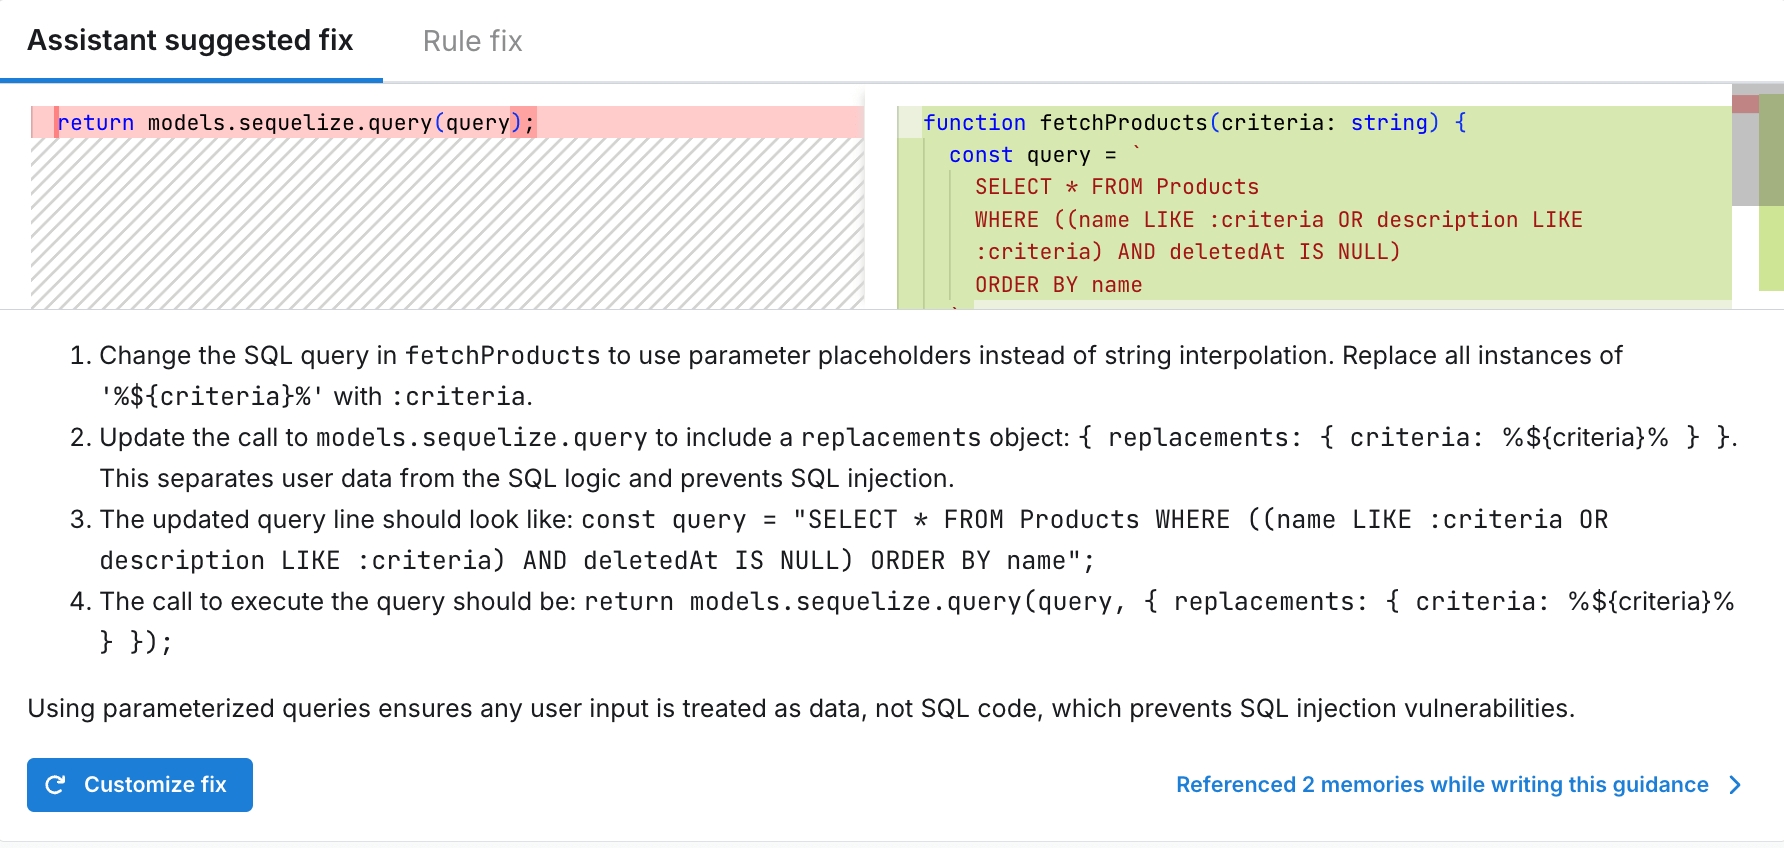 Assistant suggested fix
Rule fix
return models.sequelize.query(query);
function fetchProducts(criteria: string) {
const query = `
SELECT * FROM Products
WHERE ((name LIKE :criteria OR description LIKE
:criteria) AND deletedAt IS NULL)
ORDER BY name
1. Change the SQL query in fetchProducts to use parameter placeholders instead of string interpolation. Replace all instances of
'%${criteria}%' with :criteria.
2. Update the call to models.sequelize.query to include a replacements object: { replacements: { criteria: %${criteria}% } }.
This separates user data from the SQL logic and prevents SQL injection.
3. The updated query line should look like: const query = "SELECT * FROM Products WHERE ((name LIKE :criteria OR
description LIKE :criteria) AND deletedAt IS NULL) ORDER BY name";
4. The call to execute the query should be: return models.sequelize.query(query, { replacements: { criteria: %${criteria}%
} });
Using parameterized queries ensures any user input is treated as data, not SQL code, which prevents SQL injection vulnerabilities.
Customize fix
Referenced 2 memories while writing this guidance